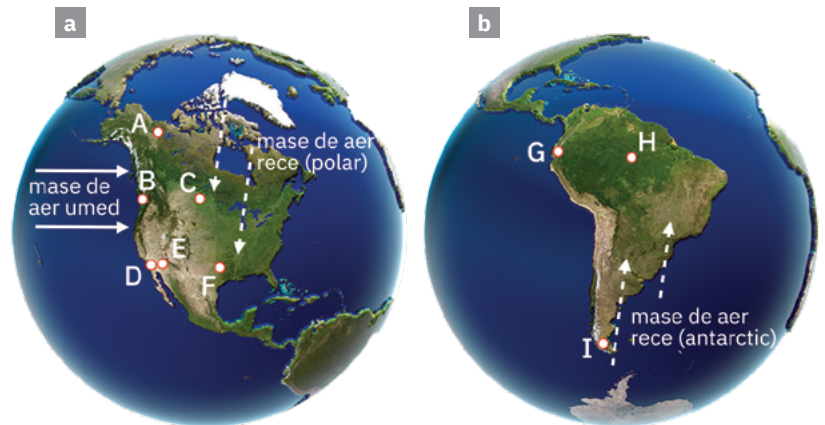 a
A
mase de aer
rece (polar)
mase de
aer umed
B
C
D
E
F
b
G
H
mase de aer
rece (antarctic)
I